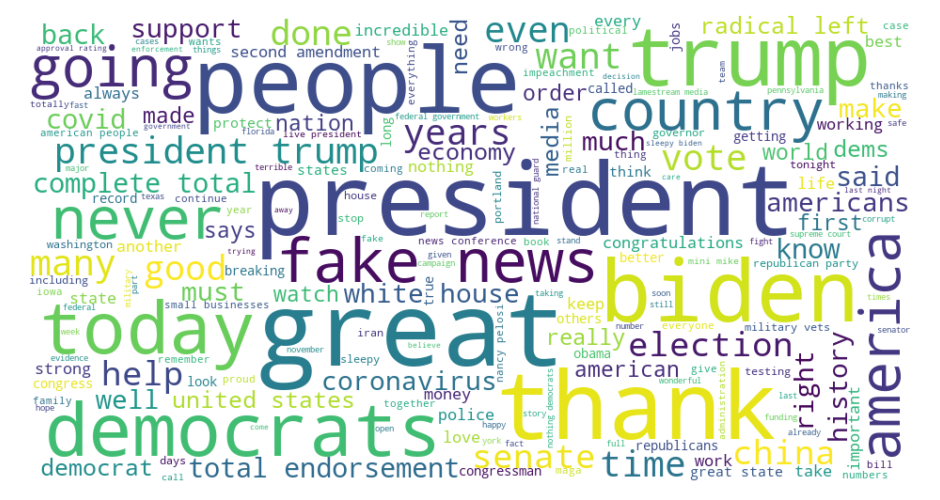 back
support
done
incredible
even
every
political
radical left
case
approval rating
cases
wants
enforcement
things
second amendment
show
everything
need
wrong
want
trump
jobs
team
best
going
people
impeachment
decision
lamestream media
pennsylvania
thanks
making
always
totally
fast
made
called
order
country
make
covid
government
protect
long
federal government
workers
media
million
working
safe
nation
florida
live president
years
much
governor
getting
american people
president trump
economy
thing
sleepy biden
vote
world
dems
tonight
major
terrible
coming
nothing
real
think
care
complete total
states
president
portland
national guard
life
said
last night
record
texas
continue
house
americans
corrupt
never
says
year
away
stop
report
first
supreme court
washington
another
trying
fake
news conference
book
stand
congratulations
know
fight
many
good
breaking
fake news
given
campaign
true
better
mini mike
republican party
america
including
military
part
must
watch
white house
taking
keep
soon
biden
times
iowa
state
small businesses
others
still
today
great
iran
number
everyone
military vets
senator
federal
week
november
believe
nancy pelosi
really
obama
election
evidence
remember
sleepy
wonderful
history
strong
help
look
proud
coronavirus
thank
american
give
testing
right
congress
family
well
united states
together
money
administration
last
important
hope
democrats
come
open
police
happy
story
nothing democrats
funding
already
love
york
fact
full
republicans
senate
china
democrat
days
call
total endorsement
congressman
maga
time
work
great state
take
bill
numbers